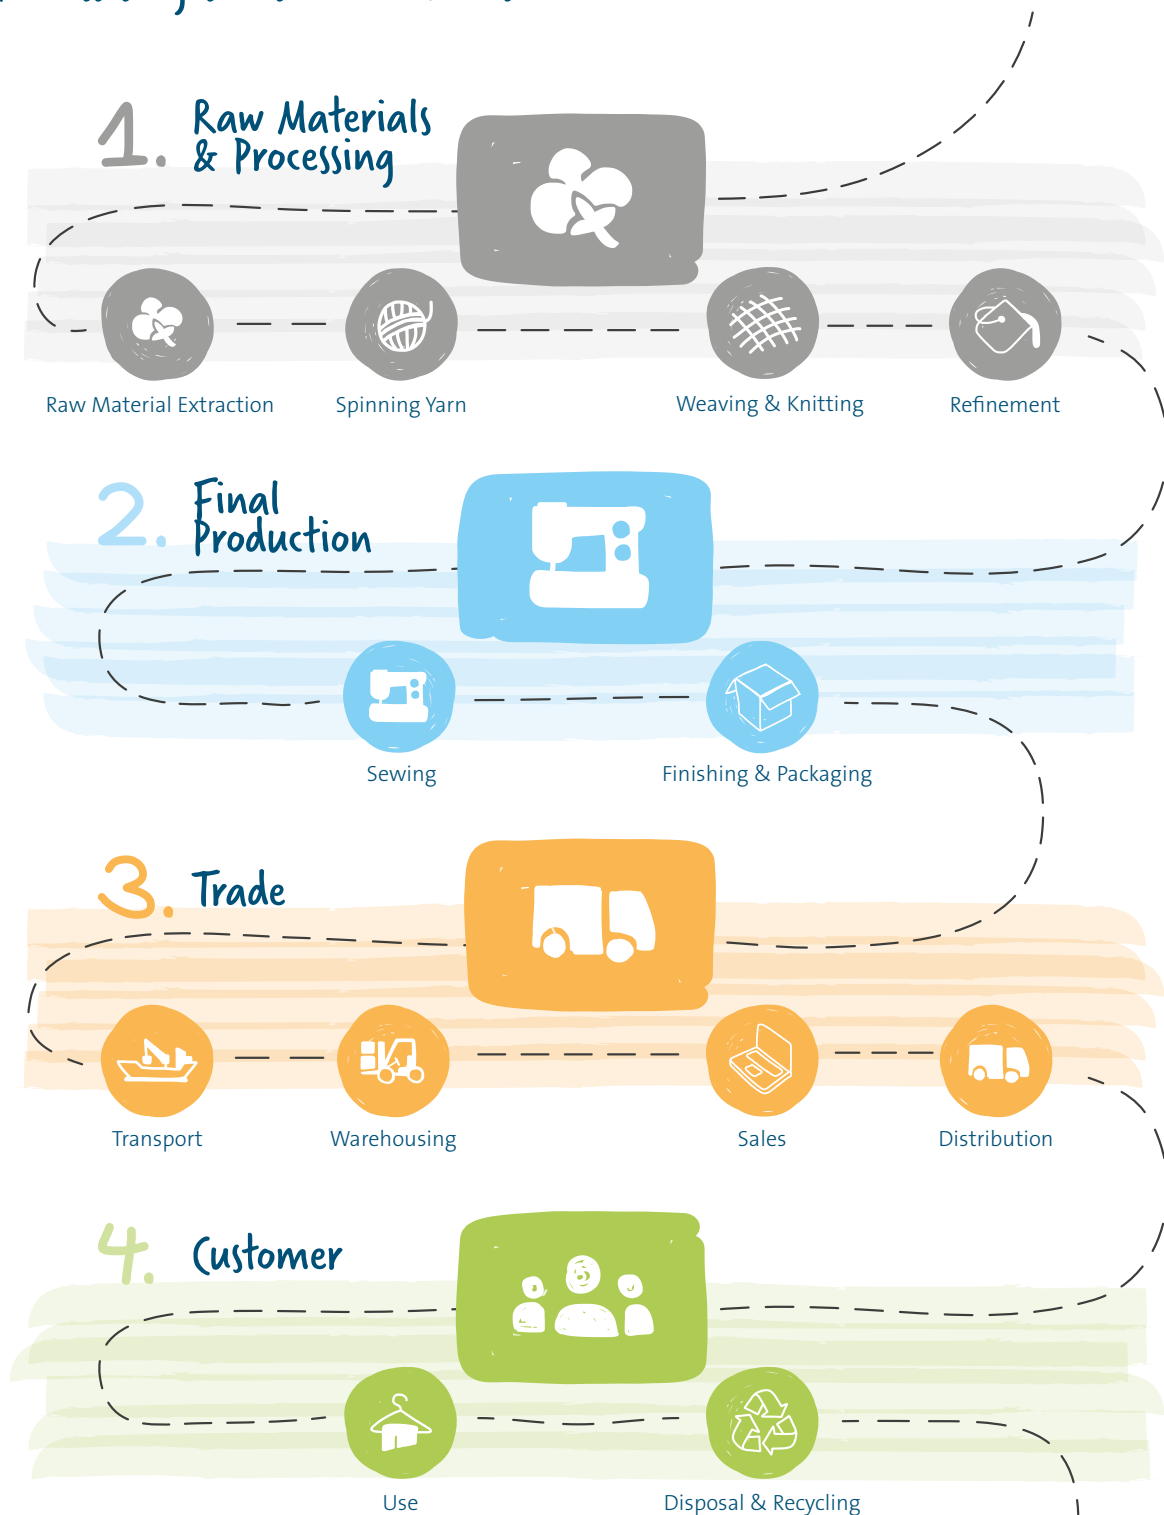 1. Raw Materials
& Processing
Raw Material Extraction
Spinning Yarn
Weaving & Knitting
Refinement
2. Final
Production
Sewing
Finishing & Packaging
3. Trade
Transport
Warehousing
Sales
Distribution
4. Customer
Use
Disposal & Recycling